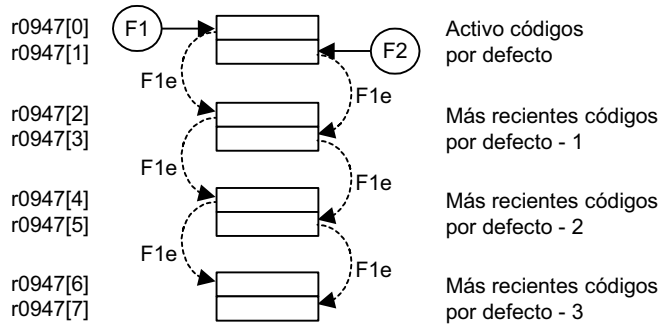 r0947[0] F1 Activo códigos
r0947[1] F2 por defecto
F1e F1e
r0947[2] Más recientes códigos
r0947[3] por defecto - 1
F1e F1e
r0947[4] Más recientes códigos
r0947[5] por defecto - 2
F1e F1e
r0947[6] Más recientes códigos
r0947[7] por defecto - 3